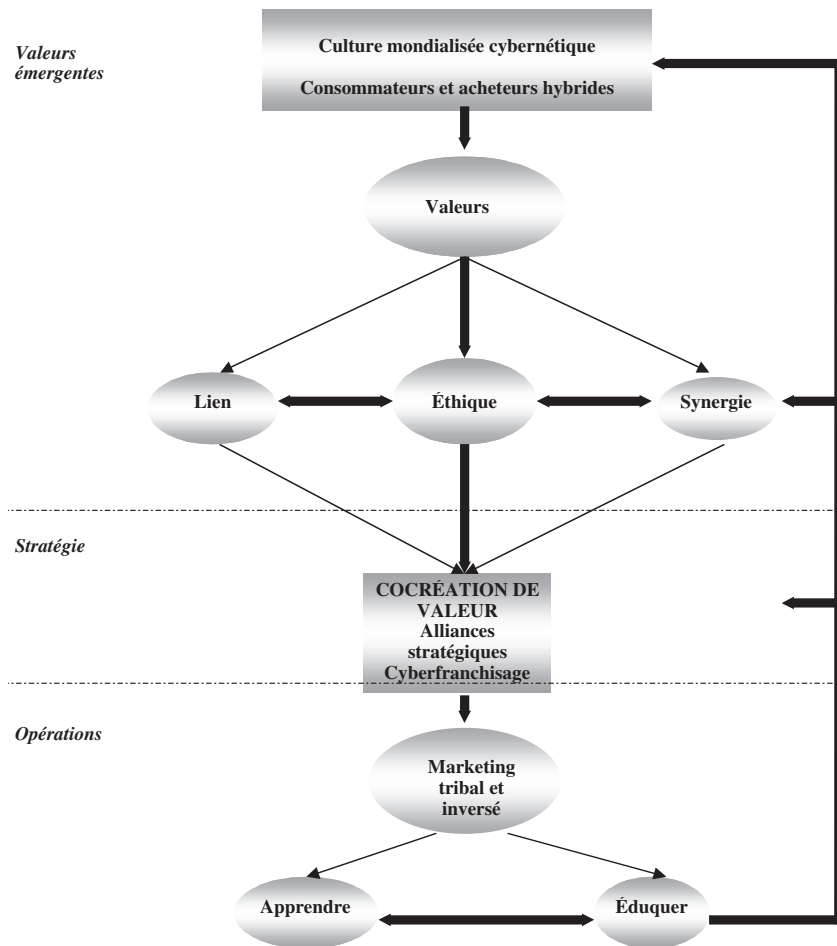 Valeurs
émergentes
Culture mondialisée cybernétique
Consommateurs et acheteurs hybrides
Valeurs
Lien
Éthique
Synergie
Stratégie
COCRÉATION DE
VALEUR
Alliances
stratégiques
Cyberfranchisage
Opérations
Marketing
tribal et
inversé
Apprendre
Éduquer